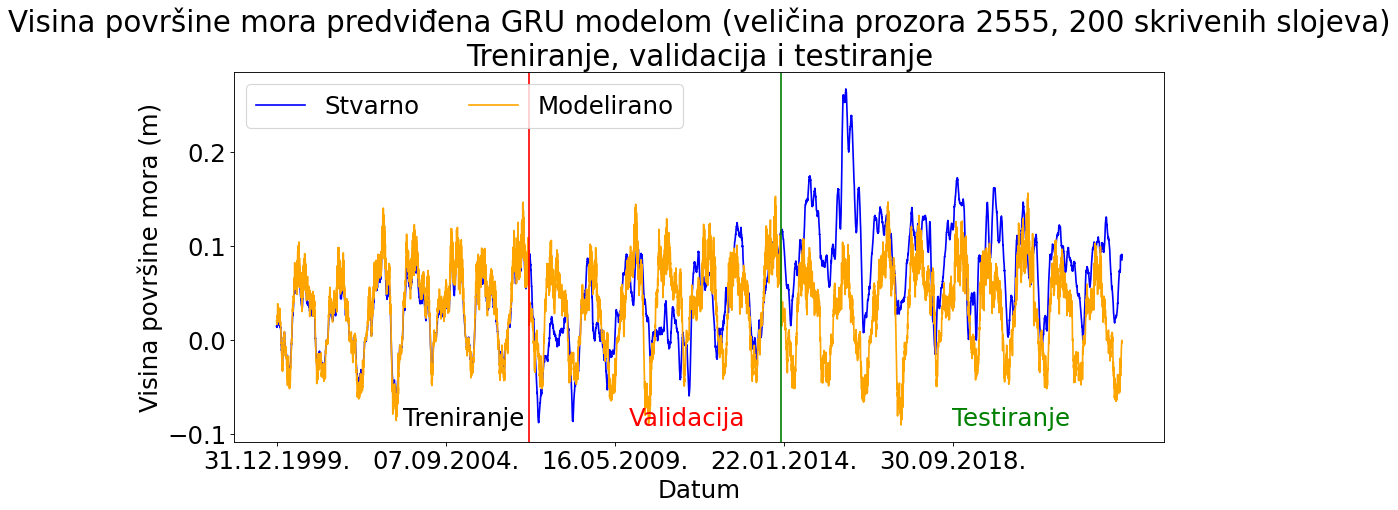 Visina površine mora predviđena GRU modelom (veličina prozora 2555, 200 skrivenih slojeva)
Treniranje, validacija i testiranje
Stvarno
Modelirano
Visina površine mora (m)
0.2
0.1
0.0
−0.1
Treniranje
Validacija
Testiranje
31.12.1999.
07.09.2004.
16.05.2009.
22.01.2014.
30.09.2018.
Datum